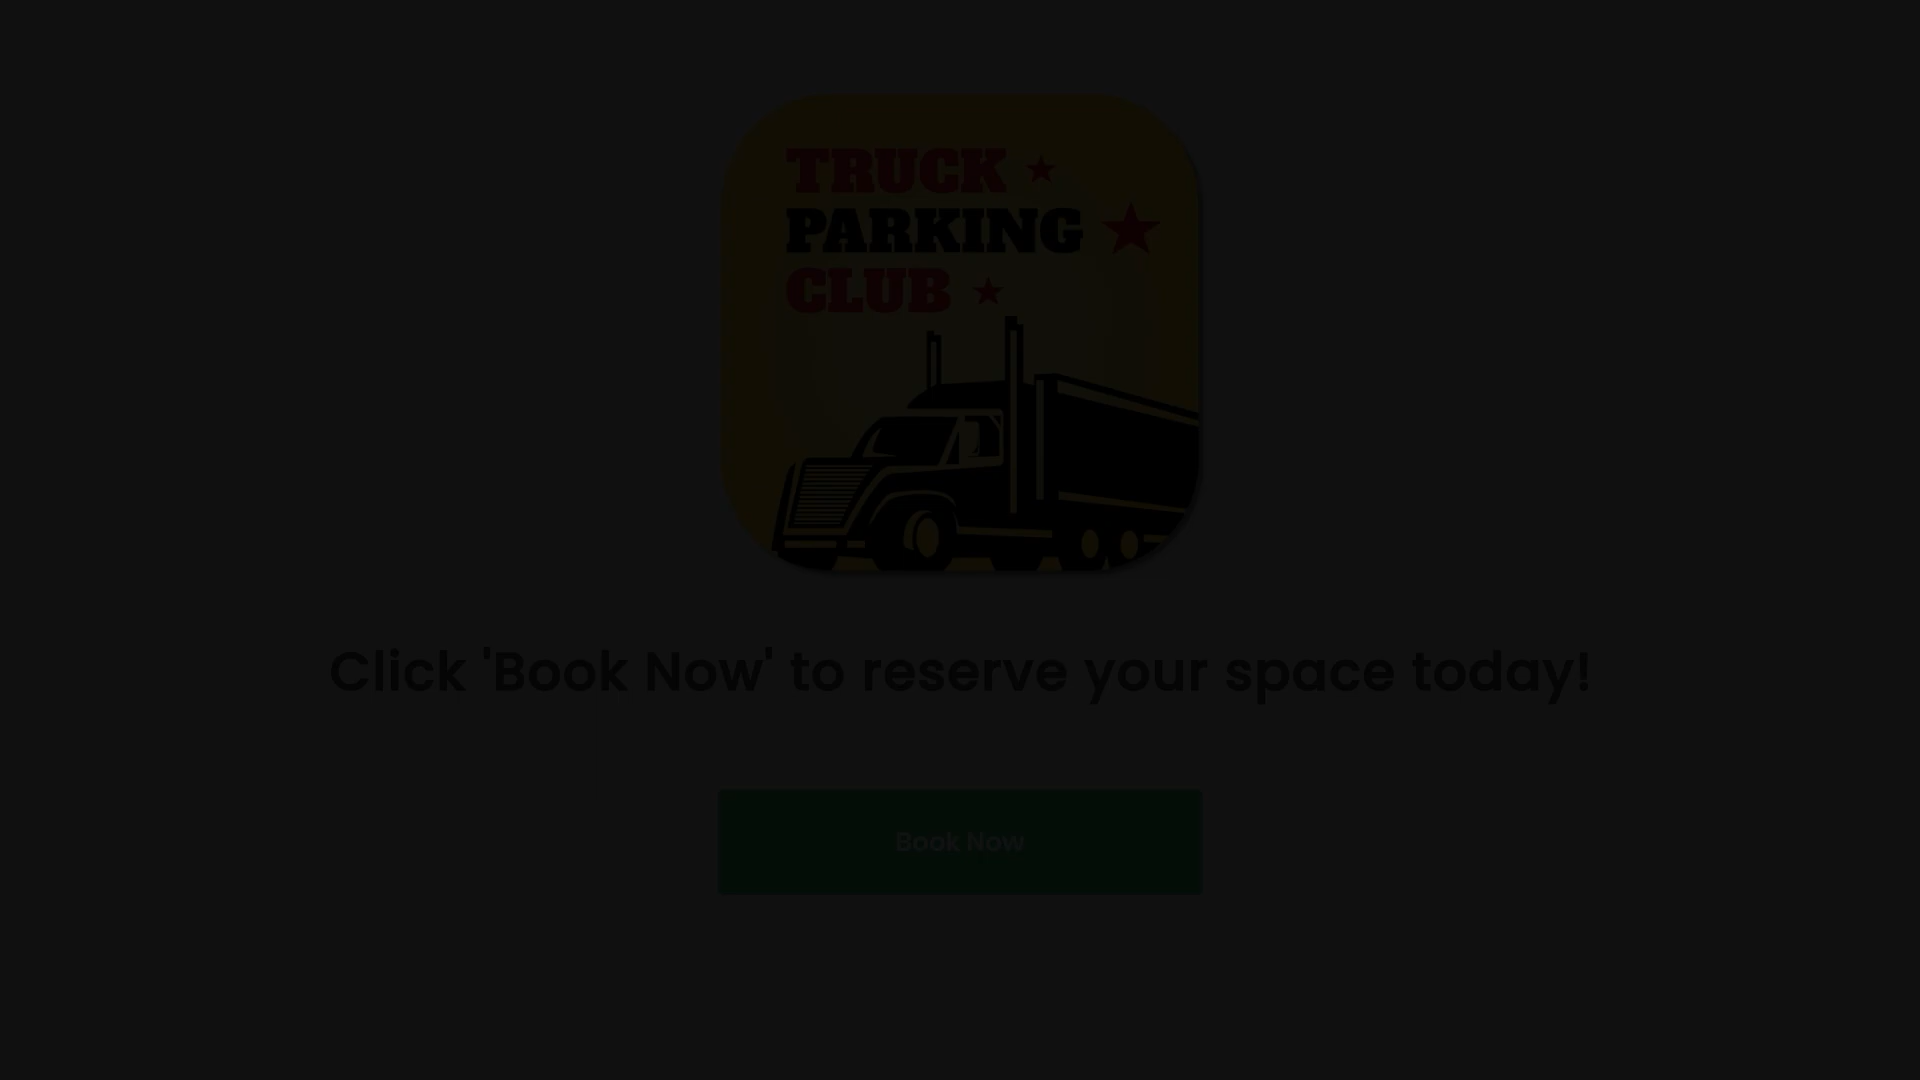 TRUCK
PARKING
CLUB
Click 'Book Now' to reserve your space today!
Book Now